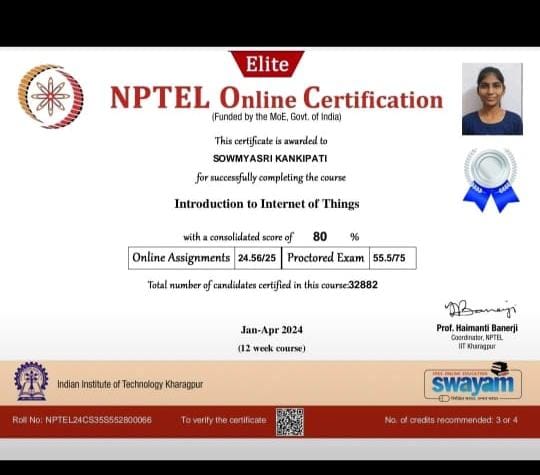 Elite
NPTEL Online Certification
(Funded by the MoE, Govt. of India)
This certificate is awarded to
SOWMYASRI KANKIPATI
for successfully completing the course
Introduction to Internet of Things
with a consolidated score of 80 %
Online Assignments 24.56/25 Proctored Exam 55.5/75
Total number of candidates certified in this course:32882
Jan-Apr 2024
(12 week course)
Prof. Haimanti Banerji
Coordinator, NPTEL
IIT Kharagpur
Indian Institute of Technology Kharagpur
FREE ONLINE EDUCATION
swayam
Roll No: NPTEL24CS35S552800066
To verify the certificate
No. of credits recommended: 3 or 4